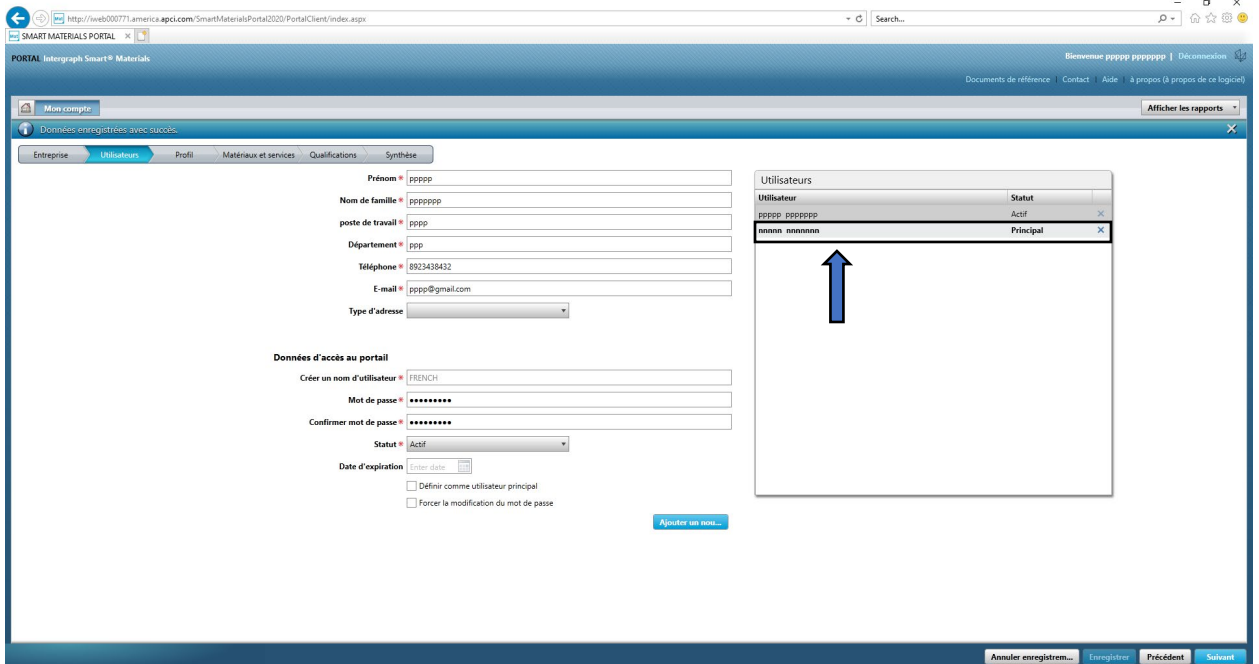 http://iweb000771.america.apci.com/SmartMaterialsPortal2020/PortalClient/index.aspx
Search...
SMART MATERIALS PORTAL
PORTAL Intergraph Smart® Materials
Bienvenue ppppp ppppppp | Déconnexion
Documents de référence | Contact | Aide | à propos (à propos de ce logiciel)
Mon compte
Afficher les rapports
Données enregistrées avec succès.
Entreprise Utilisateurs Profil Matériaux et services Qualifications Synthèse
Prénom * ppppp
Nom de famille * ppppppp
poste de travail * pppp
Département * ppp
Téléphone * 8923438432
E-mail * pppp@gmail.com
Type d'adresse
Données d'accès au portail
Créer un nom d'utilisateur * FRENCH
Mot de passe * •••••••••
Confirmer mot de passe * •••••••••
Statut * Actif
Date d'expiration Enter date
Définir comme utilisateur principal
Forcer la modification du mot de passe
Ajouter un nou...
Utilisateurs
Utilisateur Statut
ppppp ppppppp Actif
nnnnn nnnnnnn Principal
Annuler enregistrem... Enregistrer Précédent Suivant